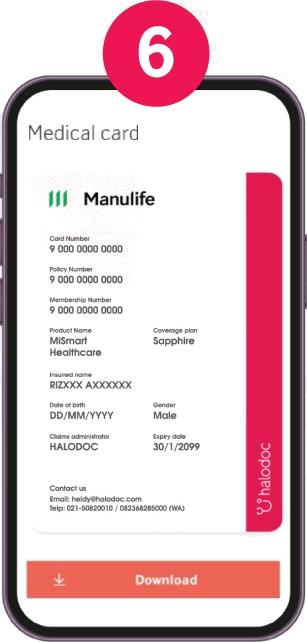 6
Medical card
Manulife
Card Number
9 000 0000 0000
Policy Number
9 000 0000 0000
Membership Number
9 000 0000 0000
Product Name
MiSmart
Healthcare
Coverage plan
Sapphire
Insured name
RIZXXX AXXXXXX
Date of birth
DD/MM/YYYY
Gender
Male
Claims administrator
HALODOC
Expiry date
30/1/2099
Contact us
Email: heidy@halodoc.com
Telp: 021-50820010 / 082368285000 (WA)
halodoc
Download